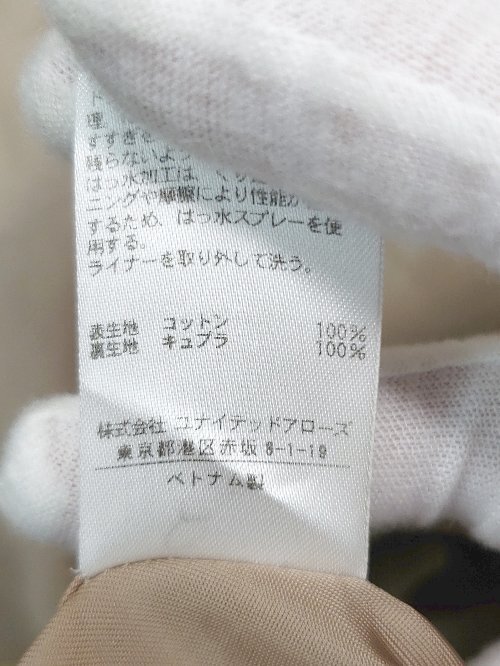 理
すすぎを
残らないよう
はっ水加工は、クリ
ニングや摩擦により性能が
するため、はっ水スプレーを使
用する。
ライナーを取り外して洗う。
表生地 コットン 100%
裏生地 キュプラ 100%
株式会社 ユナイテッドアローズ
東京都港区赤坂 8-1-19
ベトナム製